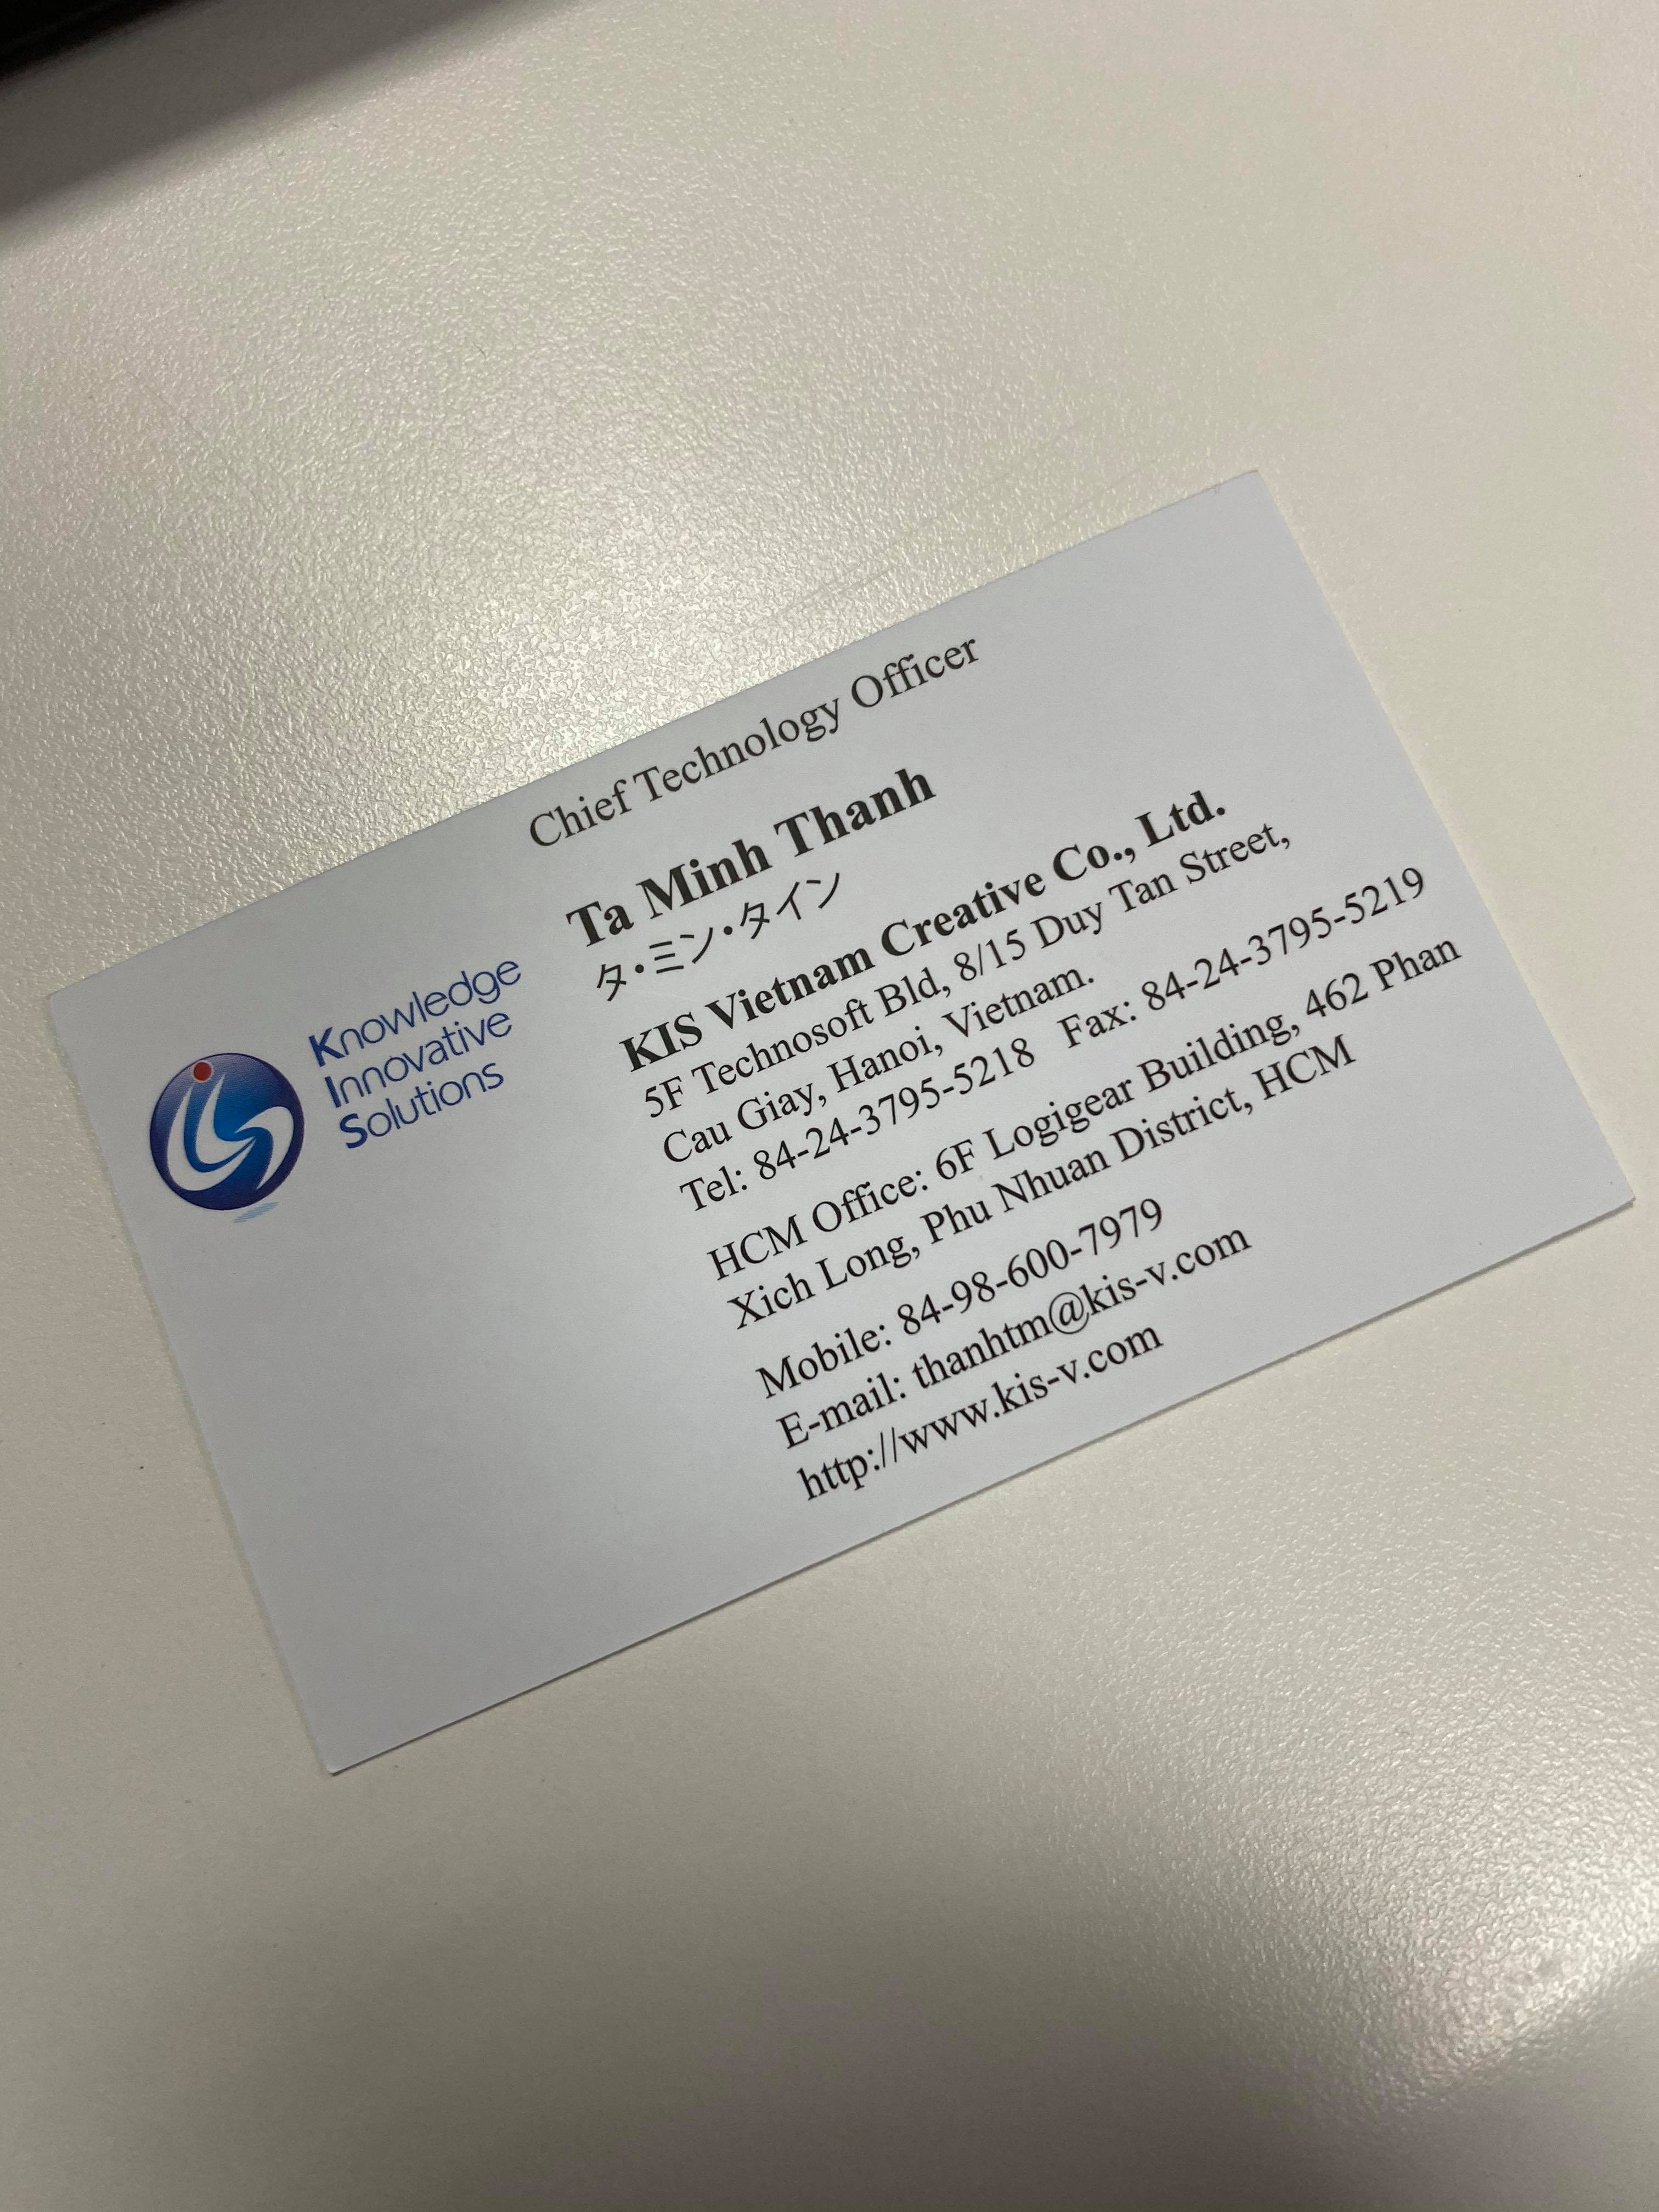 Chief Technology Officer
Ta Minh Thanh
タ・ミン・タイン
Knowledge
Innovative
Solutions
KIS Vietnam Creative Co., Ltd.
5F Technosoft Bld, 8/15 Duy Tan Street,
Cau Giay, Hanoi, Vietnam.
Tel: 84-24-3795-5218 Fax: 84-24-3795-5219
HCM Office: 6F Logigear Building, 462 Phan
Xich Long, Phu Nhuan District, HCM
Mobile: 84-98-600-7979
E-mail: thanhtm@kis-v.com
http://www.kis-v.com